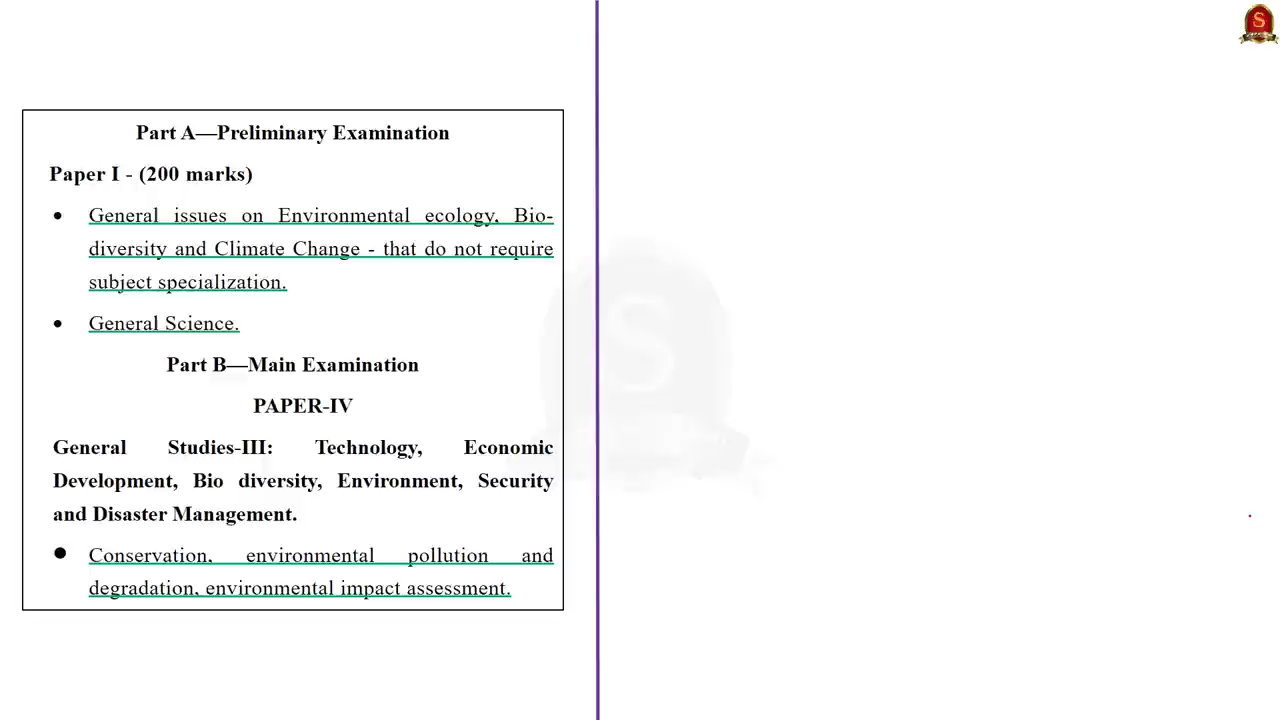 S
Part A—Preliminary Examination
Paper I - (200 marks)
• General issues on Environmental ecology, Bio-
diversity and Climate Change - that do not require
subject specialization.
• General Science.
Part B—Main Examination
PAPER-IV
General Studies-III: Technology, Economic
Development, Bio diversity, Environment, Security
and Disaster Management.
• Conservation, environmental pollution and
degradation, environmental impact assessment.
S